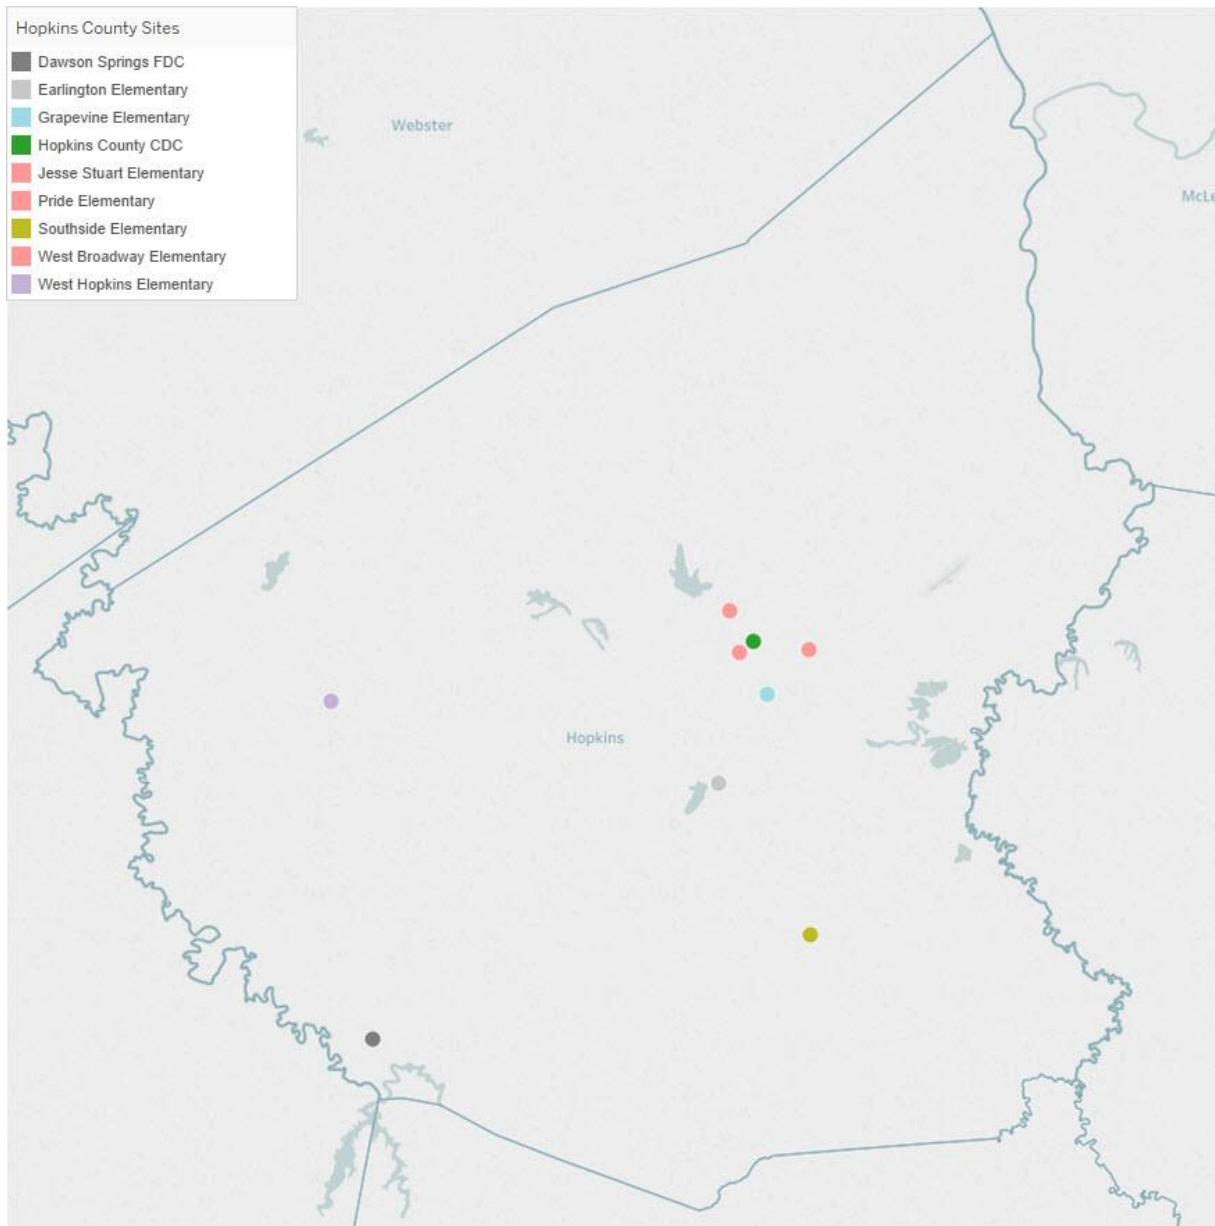 Hopkins County Sites
Dawson Springs FDC
Earlington Elementary
Grapevine Elementary
Hopkins County CDC
Jesse Stuart Elementary
Pride Elementary
Southside Elementary
West Broadway Elementary
West Hopkins Elementary
Webster
McLe
Hopkins